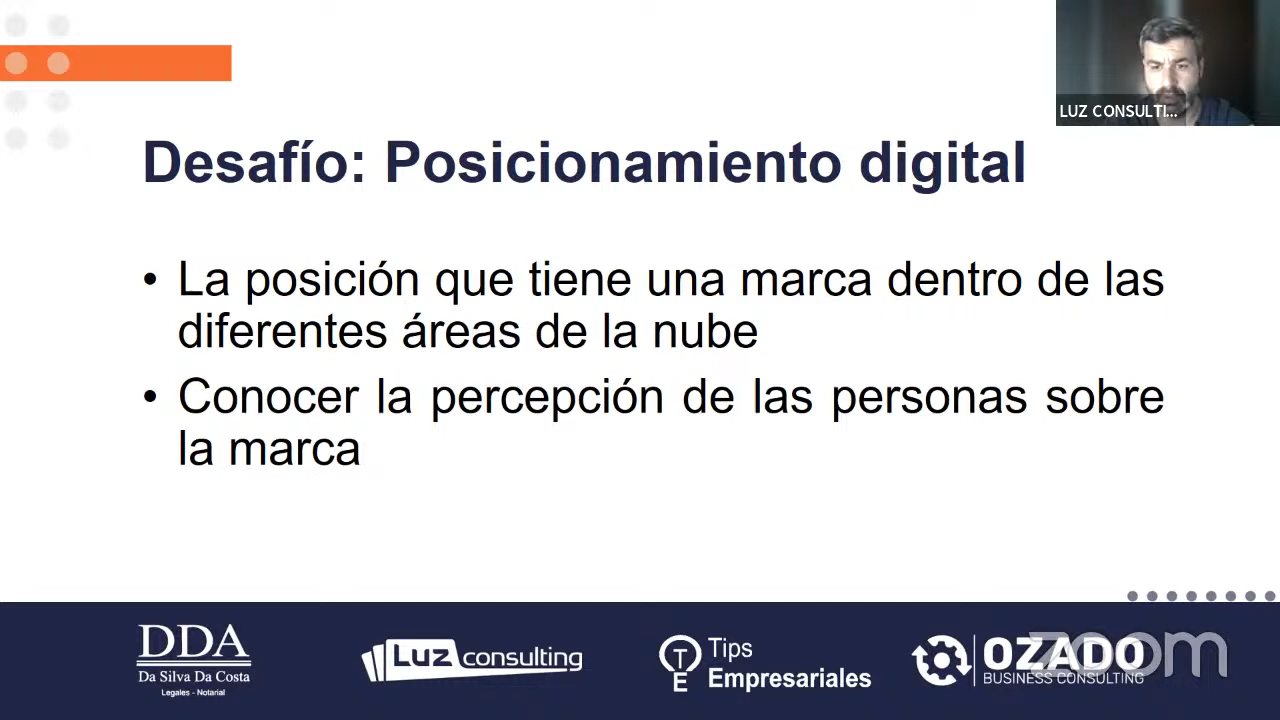 LUZ CONSULTI...
Desafío: Posicionamiento digital
• La posición que tiene una marca dentro de las
diferentes áreas de la nube
• Conocer la percepción de las personas sobre
la marca
DDA
Da Silva Da Costa
Legales - Notarial
Luz consulting
T
E
Tips
Empresariales
OZADO
BUSINESS CONSULTING
zoom